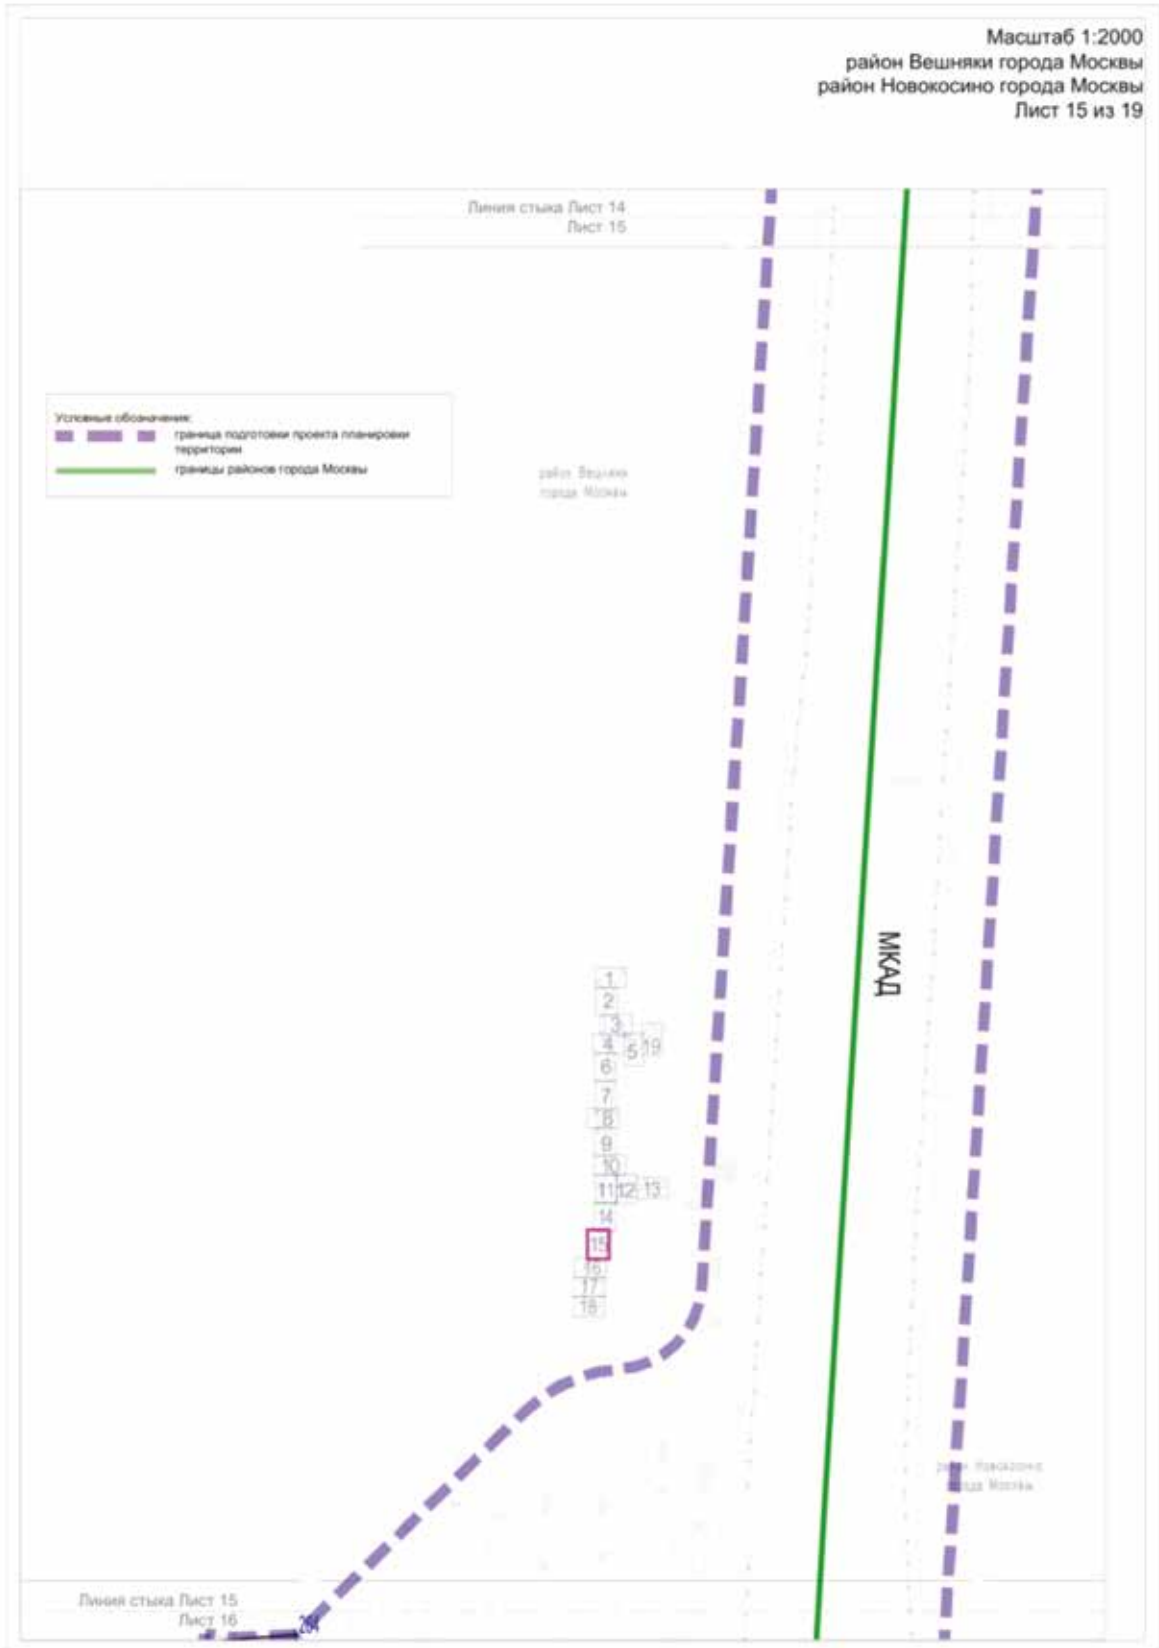 Масштаб 1:2000
район Вешняки города Москвы
район Новокосино города Москвы
Лист 15 из 19
Линия стыка Лист 14
Лист 15
Условные обозначения:
граница подготовки проекта планировки
территории
границы районов города Москвы
район Вешняки
города Москвы
МКАД
1
2
3
4 5 19
6
7
8
9
10
11 12 13
14
15
16
17
18
район Новокосино
города Москвы
Линия стыка Лист 15
Лист 16
264